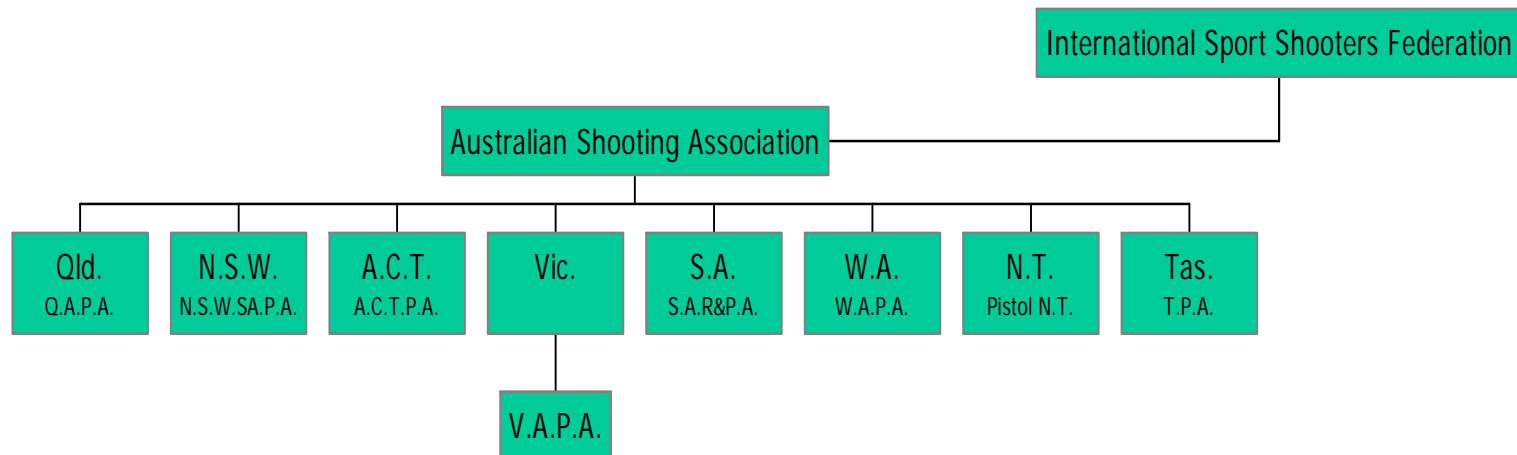 International Sport Shooters Federation
Australian Shooting Association
Qld.
Q.A.P.A.
N.S.W.
N.S.W.SA.P.A.
A.C.T.
A.C.T.P.A.
Vic.
S.A.
S.A.R&P.A.
W.A.
W.A.P.A.
N.T.
Pistol N.T.
Tas.
T.P.A.
V.A.P.A.